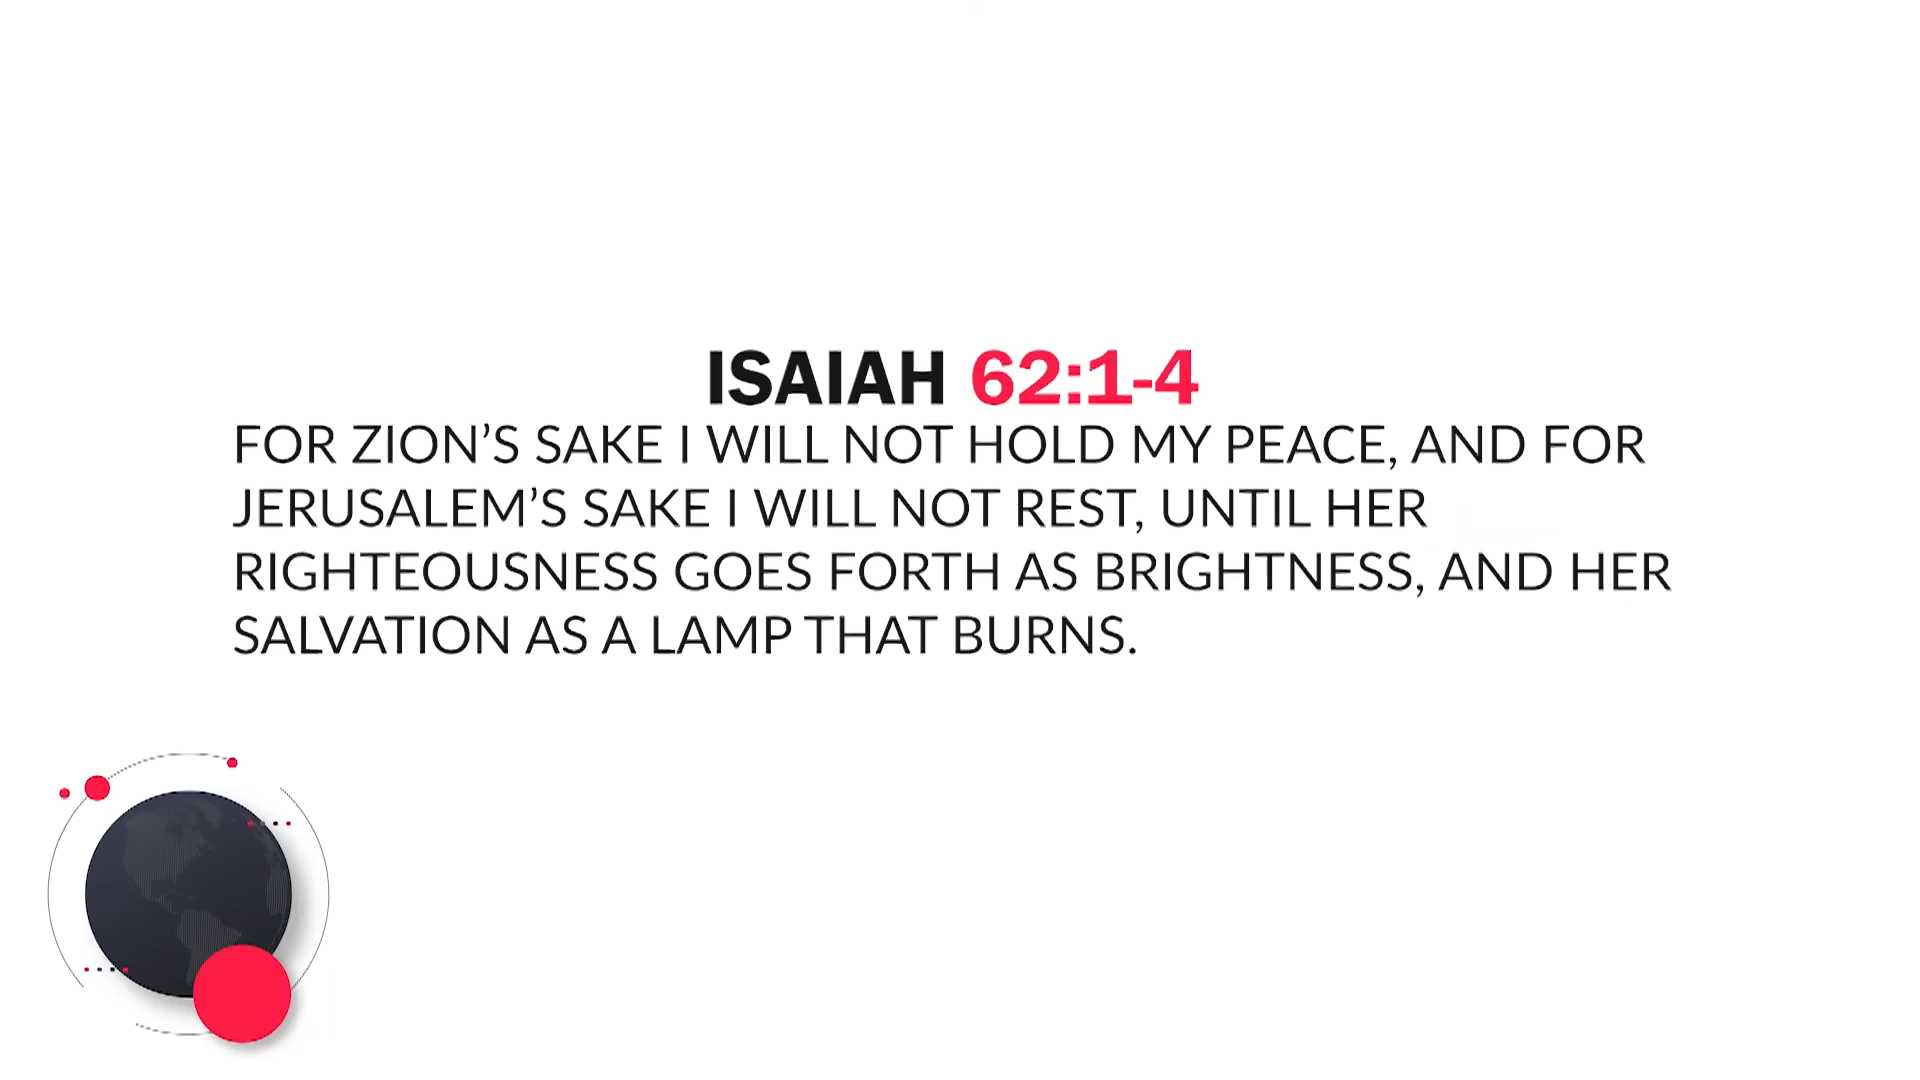 ISAIAH 62:1-4
FOR ZION’S SAKE I WILL NOT HOLD MY PEACE, AND FOR
JERUSALEM’S SAKE I WILL NOT REST, UNTIL HER
RIGHTEOUSNESS GOES FORTH AS BRIGHTNESS, AND HER
SALVATION AS A LAMP THAT BURNS.